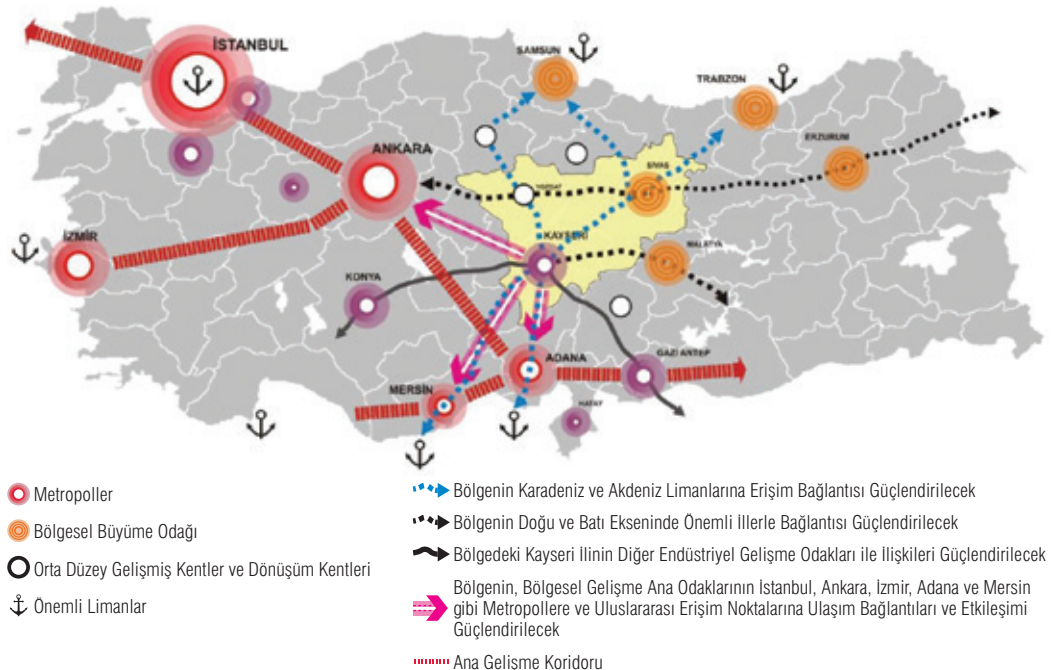 İSTANBUL
SAMSUN
TRABZON
ANKARA
ERZURUM
SİVAS
YOZGAT
İZMİR
KAYSERİ
MALATYA
KONYA
ADANA
GAZİ ANTEP
MERSİN
HATAY
Metropoller
Bölgesel Büyüme Odağı
Orta Düzey Gelişmiş Kentler ve Dönüşüm Kentleri
Önemli Limanlar
Bölgenin Karadeniz ve Akdeniz Limanlarına Erişim Bağlantısı Güçlendirilecek
Bölgenin Doğu ve Batı Ekseninde Önemli İllerle Bağlantısı Güçlendirilecek
Bölgedeki Kayseri İlinin Diğer Endüstriyel Gelişme Odakları ile İlişkileri Güçlendirilecek
Bölgenin, Bölgesel Gelişme Ana Odaklarının İstanbul, Ankara, İzmir, Adana ve Mersin
gibi Metropollere ve Uluslararası Erişim Noktalarına Ulaşım Bağlantıları ve Etkileşimi
Güçlendirilecek
Ana Gelişme Koridoru